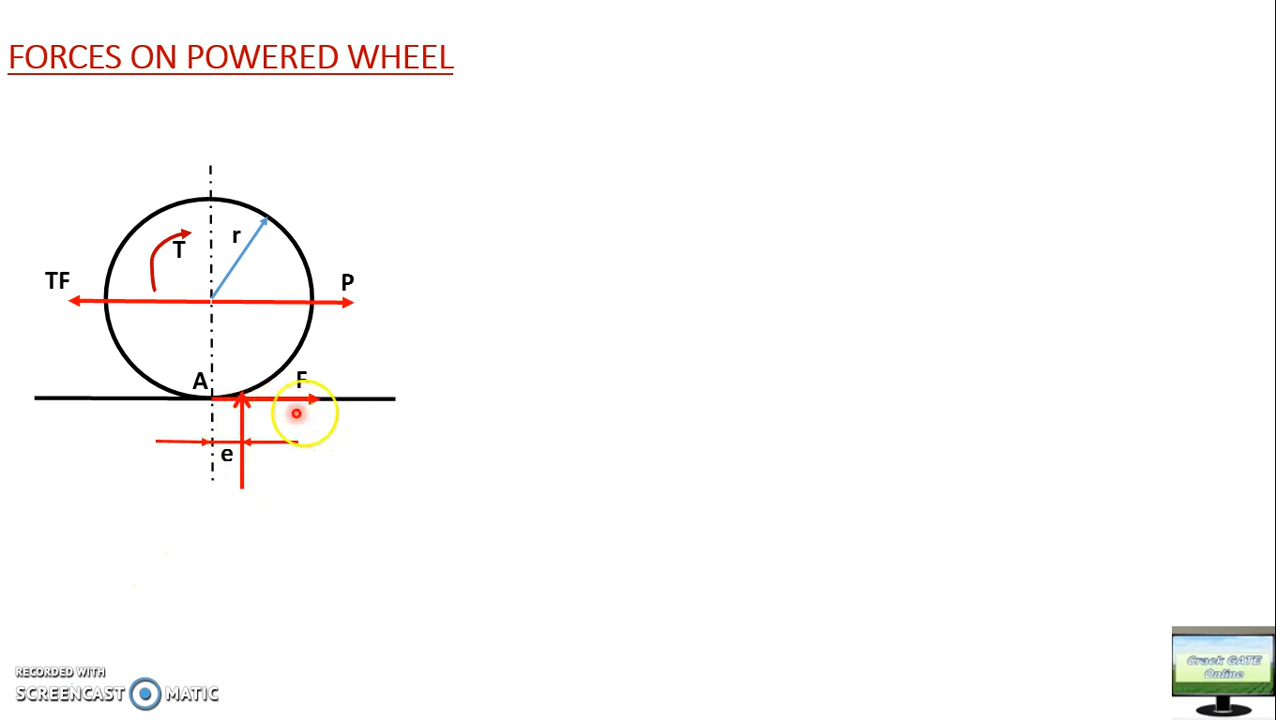 FORCES ON POWERED WHEEL
T
r
TF
P
A
F
e
RECORDED WITH
SCREENCAST MATIC
Crack GATE
Online